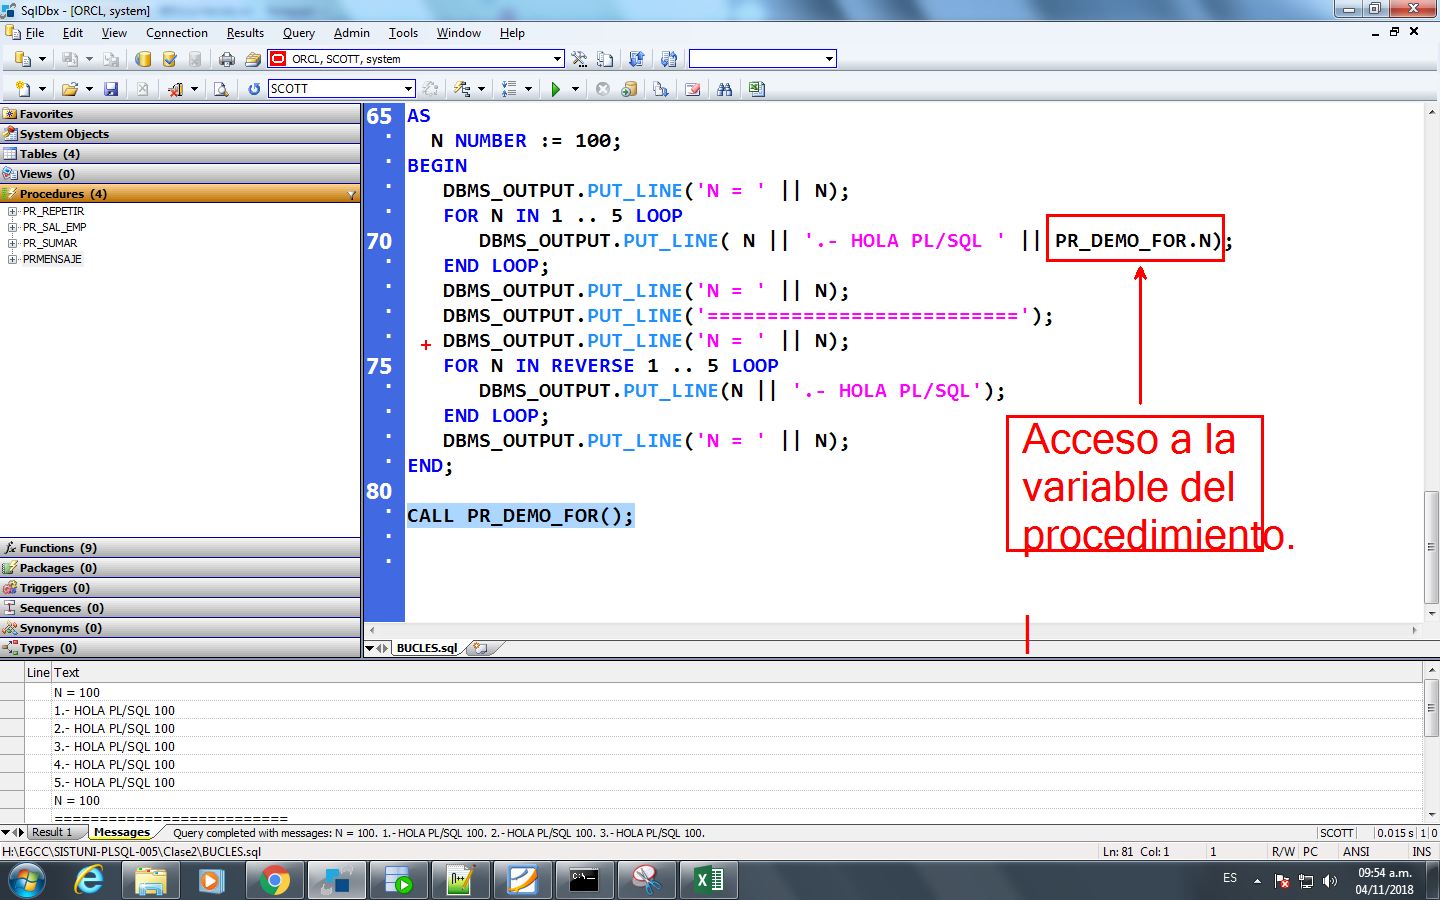 SqlDbx - [ORCL, system]
File Edit View Connection Results Query Admin Tools Window Help
ORCL, SCOTT, system
SCOTT
Favorites
System Objects
Tables (4)
Views (0)
Procedures (4)
PR_REPETIR
PR_SAL_EMP
PR_SUMAR
PRMENSAJE
Functions (9)
Packages (0)
Triggers (0)
Sequences (0)
Synonyms (0)
Types (0)
65 AS
N NUMBER := 100;
BEGIN
DBMS_OUTPUT.PUT_LINE('N = ' || N);
FOR N IN 1 .. 5 LOOP
70 DBMS_OUTPUT.PUT_LINE( N || '.- HOLA PL/SQL ' || PR_DEMO_FOR.N);
END LOOP;
DBMS_OUTPUT.PUT_LINE('N = ' || N);
DBMS_OUTPUT.PUT_LINE('==========================');
+ DBMS_OUTPUT.PUT_LINE('N = ' || N);
75 FOR N IN REVERSE 1 .. 5 LOOP
DBMS_OUTPUT.PUT_LINE(N || '.- HOLA PL/SQL');
END LOOP;
DBMS_OUTPUT.PUT_LINE('N = ' || N);
END;
80
CALL PR_DEMO_FOR();
Acceso a la
variable del
procedimiento.
BUCLES.sql
Line Text
N = 100
1.- HOLA PL/SQL 100
2.- HOLA PL/SQL 100
3.- HOLA PL/SQL 100
4.- HOLA PL/SQL 100
5.- HOLA PL/SQL 100
N = 100
==========================
Result 1 Messages Query completed with messages: N = 100. 1.- HOLA PL/SQL 100. 2.- HOLA PL/SQL 100. 3.- HOLA PL/SQL 100. SCOTT 0.015 s 1 0
H:\EGCC\SISTUNI-PLSQL-005\Clase2\BUCLES.sql Ln: 81 Col: 1 1 R/W PC ANSI INS
ES 09:54 a.m.
04/11/2018